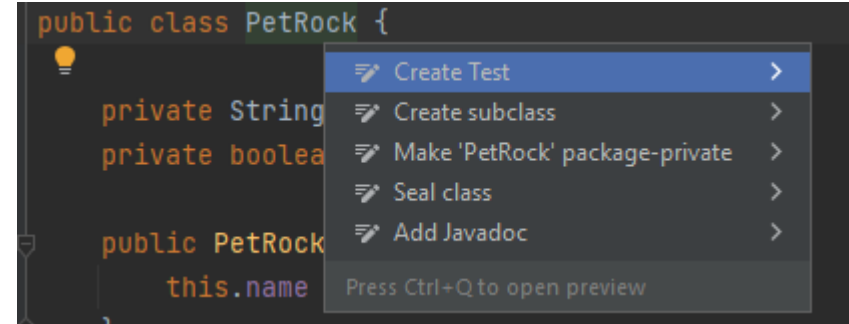 public class PetRock {
Create Test
private String
Create subclass
private boolea
Make 'PetRock' package-private
Seal class
public PetRock
Add Javadoc
this.name
Press Ctrl+Q to open preview
}